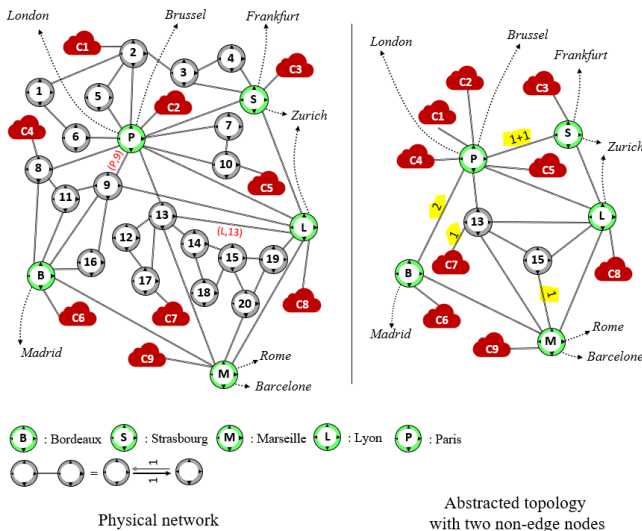 London
Brussel
Frankfurt
C1
2
3
4
C3
S
1
5
C2
Zurich
6
P
7
C4
8
(P,9)
10
C5
11
9
13
(L,13)
L
12
14
15
19
B
16
17
18
20
C6
C7
C8
Madrid
C9
M
Rome
Barcelone
London
Brussel
Frankfurt
C2
C3
C1
1+1
S
C4
P
C5
Zurich
2
1
13
L
15
C7
B
1
C8
C6
Madrid
C9
M
Rome
Barcelone
B : Bordeaux S : Strasbourg M : Marseille L : Lyon P : Paris
= 1
1
Physical network
Abstracted topology
with two non-edge nodes